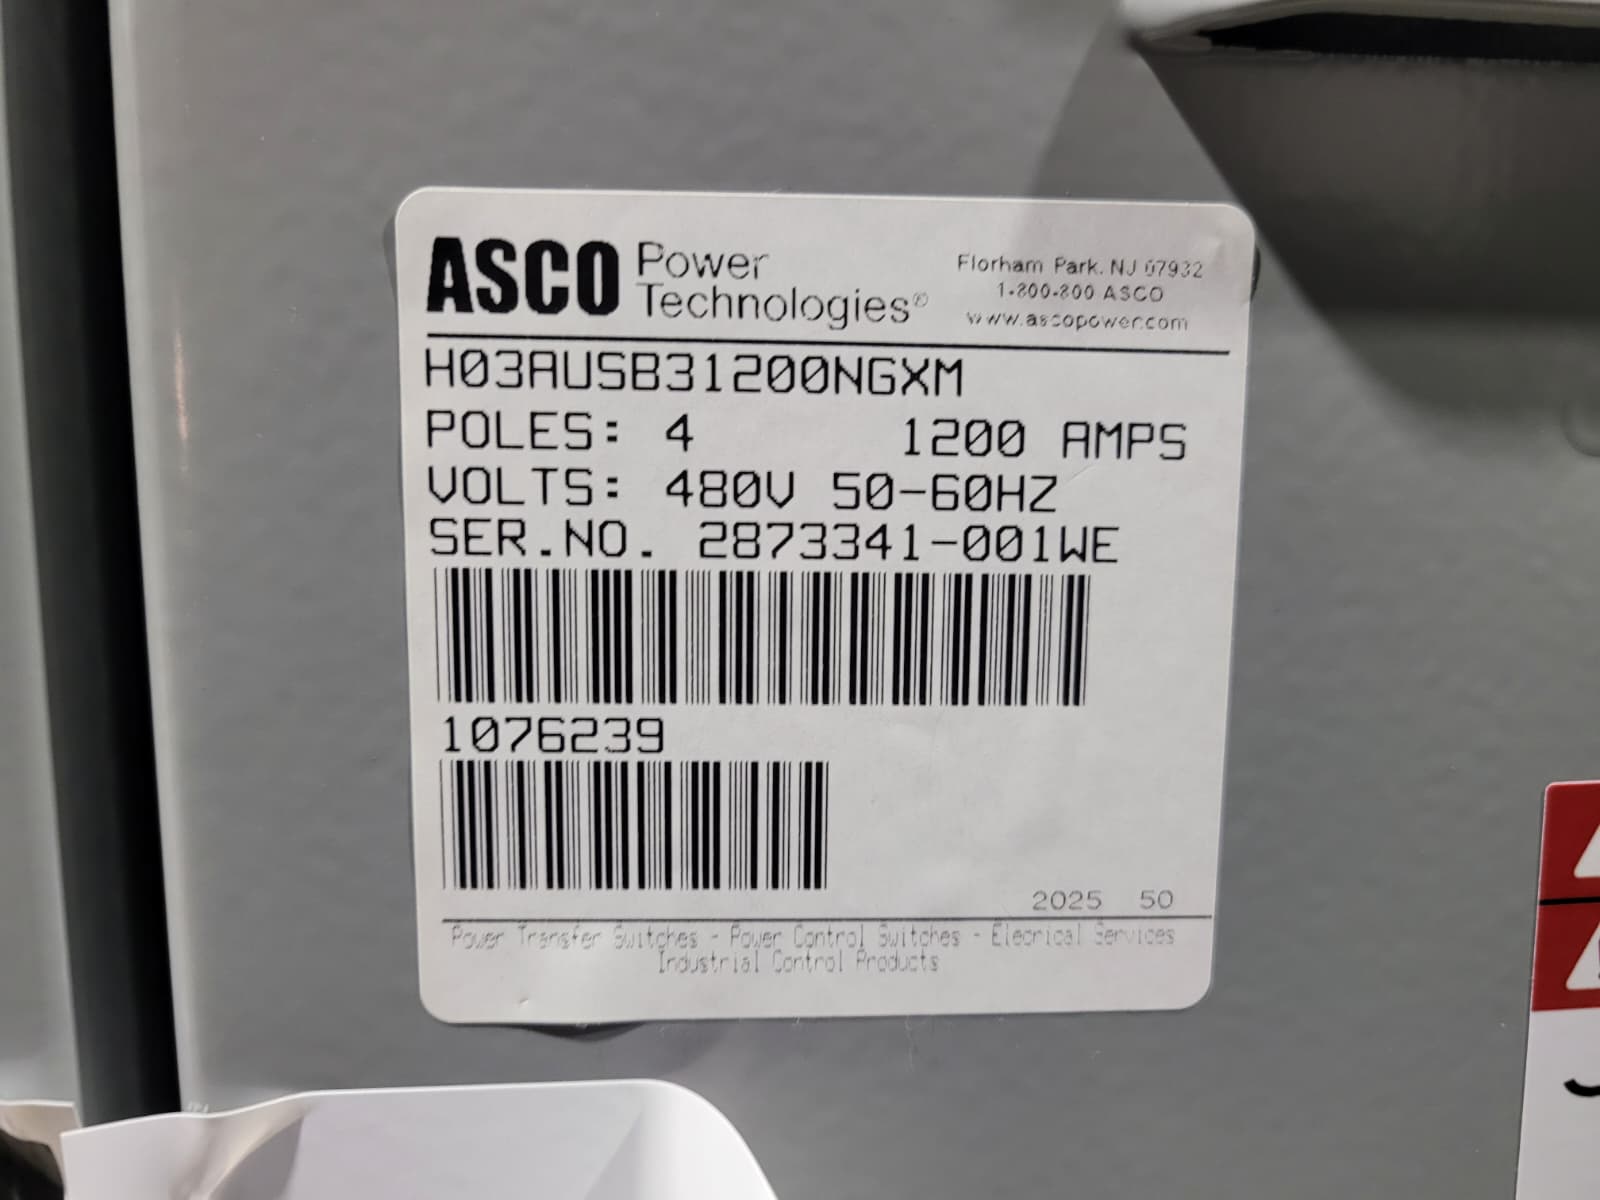 ASCO Power Technologies®
Florham Park, NJ 07932
1-800-800 ASCO
www.ascopower.com
H03AUSB31200NGXM
POLES: 4 1200 AMPS
VOLTS: 480V 50-60HZ
SER.NO. 2873341-001WE
1076239
2025 50
Power Transfer Switches - Power Control Switches - Elecrical Services
Industrial Control Products